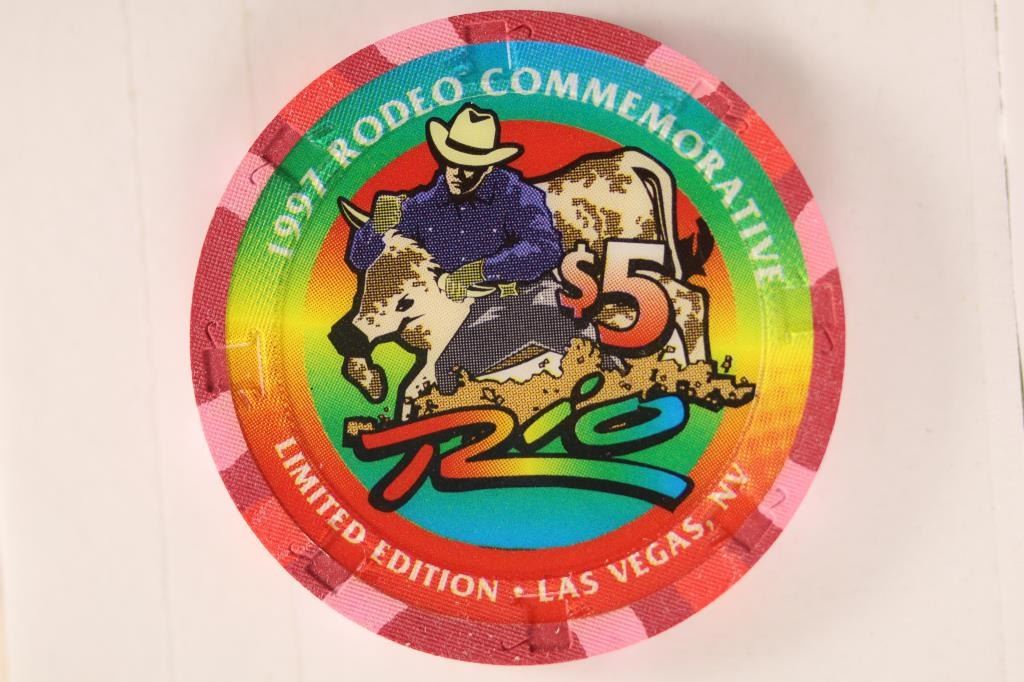 1997 RODEO COMMEMORATIVE
$5
Rio
LIMITED EDITION • LAS VEGAS, NV